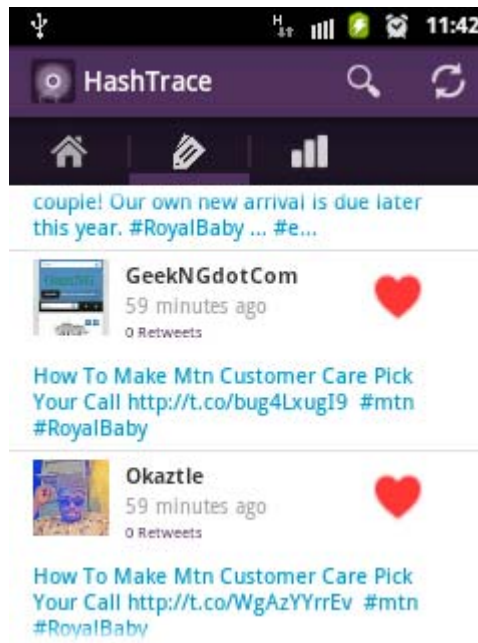 H
11:42
HashTrace
couple! Our own new arrival is due later
this year. #RoyalBaby ... #e...
GeekNGdotCom
59 minutes ago
0 Retweets
How To Make Mtn Customer Care Pick
Your Call http://t.co/bug4LxugI9 #mtn
#RoyalBaby
Okaztle
59 minutes ago
0 Retweets
How To Make Mtn Customer Care Pick
Your Call http://t.co/WgAzYYrrEv #mtn
#RoyalBaby